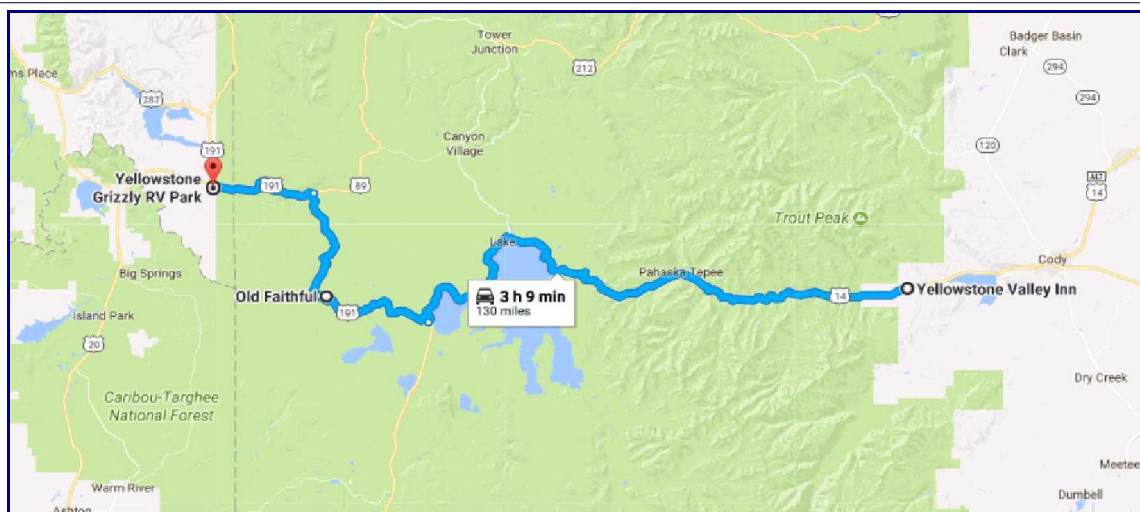 Tower
Junction
212
Badger Basin
Clark
294
ms Place
287
294
Canyon
Village
120
191
ALT
14
Yellowstone
Grizzly RV Park
191
89
Trout Peak
Lake
Cody
Big Springs
Pahaska Tepee
Old Faithful
3 h 9 min
130 miles
14
Yellowstone Valley Inn
191
Island Park
20
Dry Creek
Caribou-Targhee
National Forest
Meetee
Warm River
Dumbell
Ashton